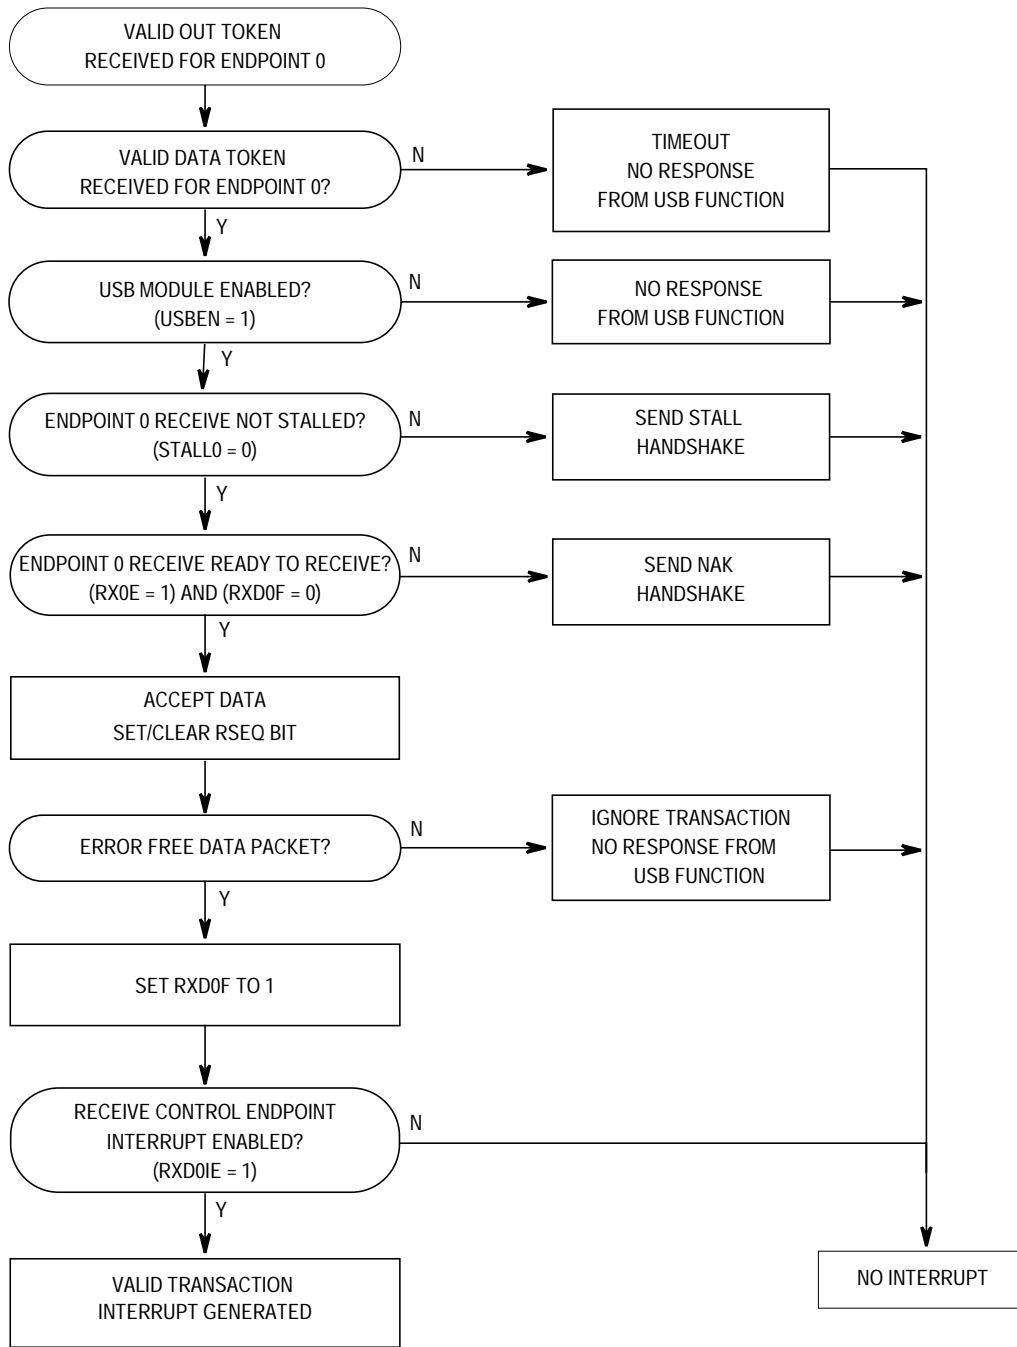 VALID OUT TOKEN
RECEIVED FOR ENDPOINT 0
VALID DATA TOKEN
RECEIVED FOR ENDPOINT 0?
N
TIMEOUT
NO RESPONSE
FROM USB FUNCTION
Y
USB MODULE ENABLED?
(USBEN = 1)
N
NO RESPONSE
FROM USB FUNCTION
Y
ENDPOINT 0 RECEIVE NOT STALLED?
(STALL0 = 0)
N
SEND STALL
HANDSHAKE
Y
ENDPOINT 0 RECEIVE READY TO RECEIVE?
(RX0E = 1) AND (RXD0F = 0)
N
SEND NAK
HANDSHAKE
Y
ACCEPT DATA
SET/CLEAR RSEQ BIT
ERROR FREE DATA PACKET?
N
IGNORE TRANSACTION
NO RESPONSE FROM
USB FUNCTION
Y
SET RXD0F TO 1
RECEIVE CONTROL ENDPOINT
INTERRUPT ENABLED?
(RXD0IE = 1)
N
Y
VALID TRANSACTION
INTERRUPT GENERATED
NO INTERRUPT